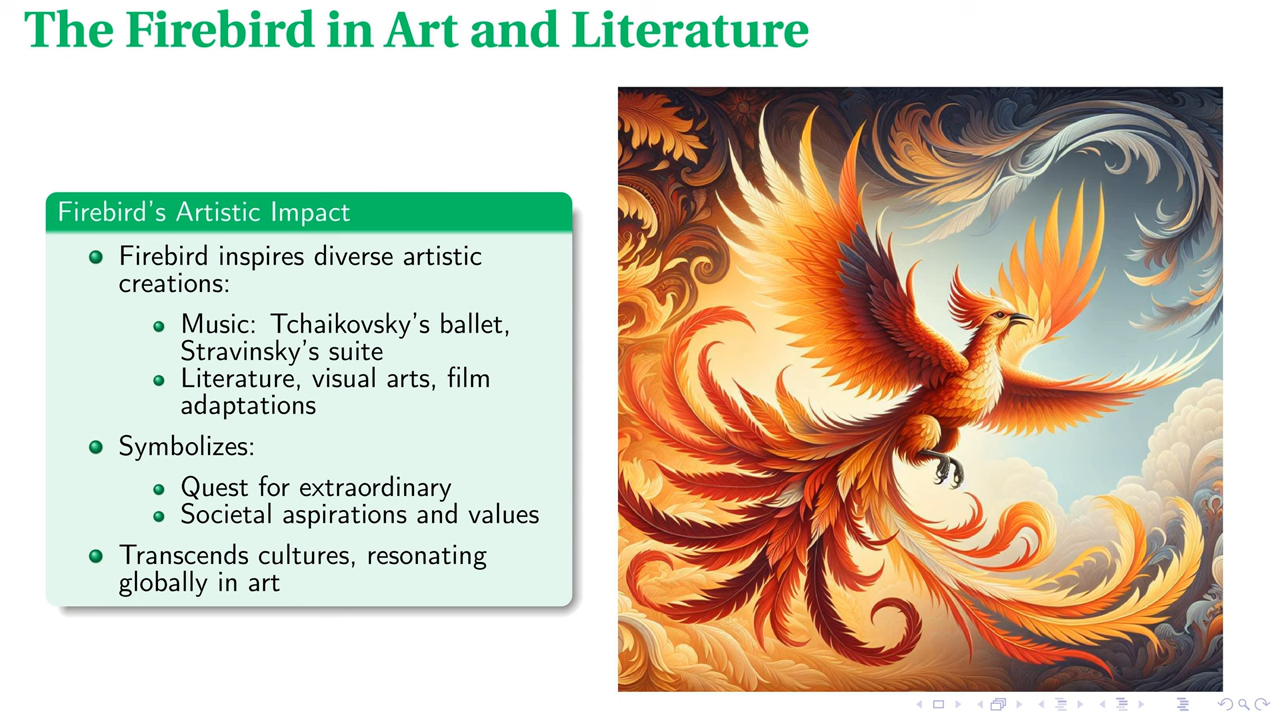 The Firebird in Art and Literature
Firebird's Artistic Impact
Firebird inspires diverse artistic
creations:
Music: Tchaikovsky's ballet,
Stravinsky's suite
Literature, visual arts, film
adaptations
Symbolizes:
Quest for extraordinary
Societal aspirations and values
Transcends cultures, resonating
globally in art